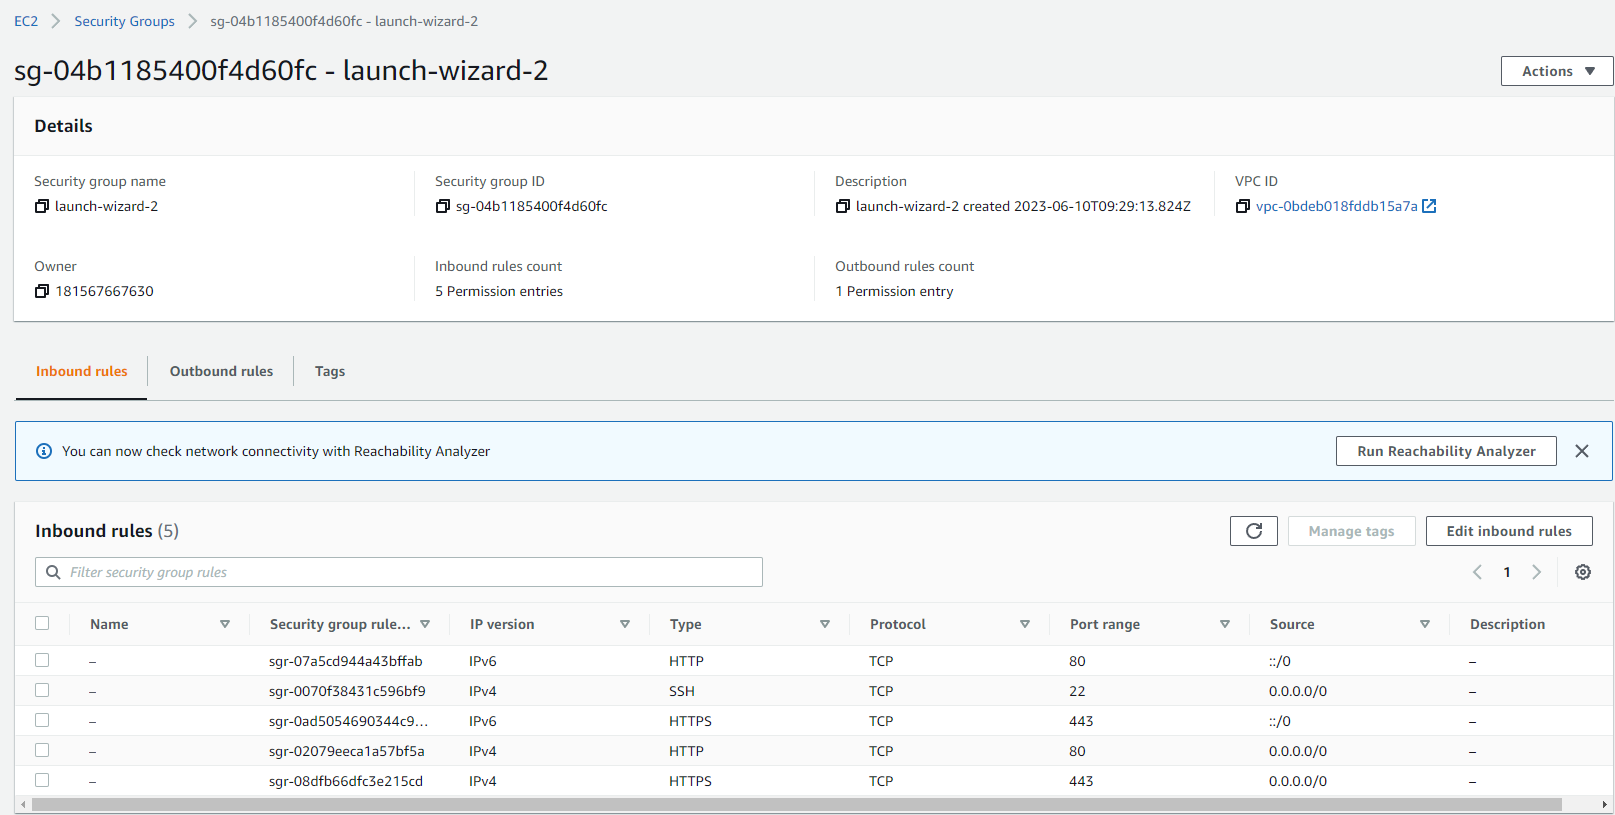 EC2 > Security Groups > sg-04b1185400f4d60fc - launch-wizard-2
sg-04b1185400f4d60fc - launch-wizard-2
Actions
Details
Security group name
launch-wizard-2
Security group ID
sg-04b1185400f4d60fc
Description
launch-wizard-2 created 2023-06-10T09:29:13.824Z
VPC ID
vpc-0bdeb018fddb15a7a
Owner
181567667630
Inbound rules count
5 Permission entries
Outbound rules count
1 Permission entry
Inbound rules Outbound rules Tags
You can now check network connectivity with Reachability Analyzer Run Reachability Analyzer
Inbound rules (5) Manage tags Edit inbound rules
Filter security group rules 1
Name Security group rule... IP version Type Protocol Port range Source Description
– sgr-07a5cd944a43bffab IPv6 HTTP TCP 80 ::/0 –
– sgr-0070f38431c596bf9 IPv4 SSH TCP 22 0.0.0.0/0 –
– sgr-0ad5054690344c9... IPv6 HTTPS TCP 443 ::/0 –
– sgr-02079eeca1a57bf5a IPv4 HTTP TCP 80 0.0.0.0/0 –
– sgr-08dfb66dfc3e215cd IPv4 HTTPS TCP 443 0.0.0.0/0 –